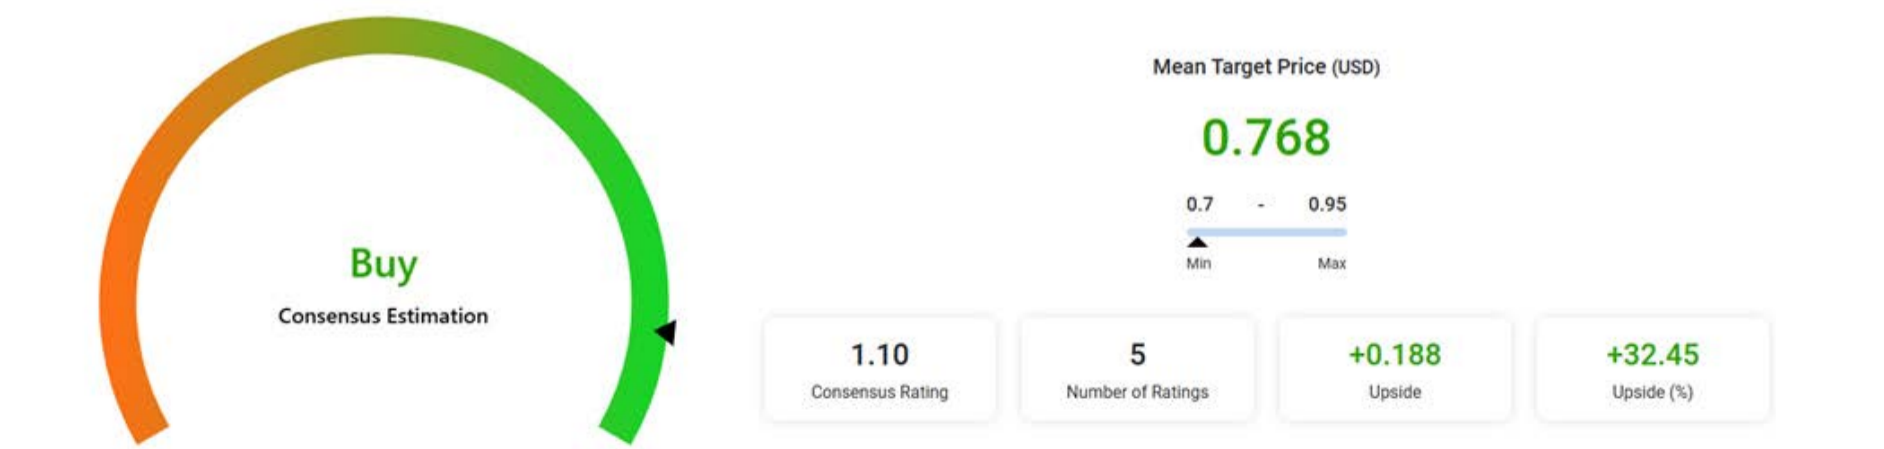 Buy
Consensus Estimation
Mean Target Price (USD)
0.768
0.7 - 0.95
Min Max
1.10
Consensus Rating
5
Number of Ratings
+0.188
Upside
+32.45
Upside (%)